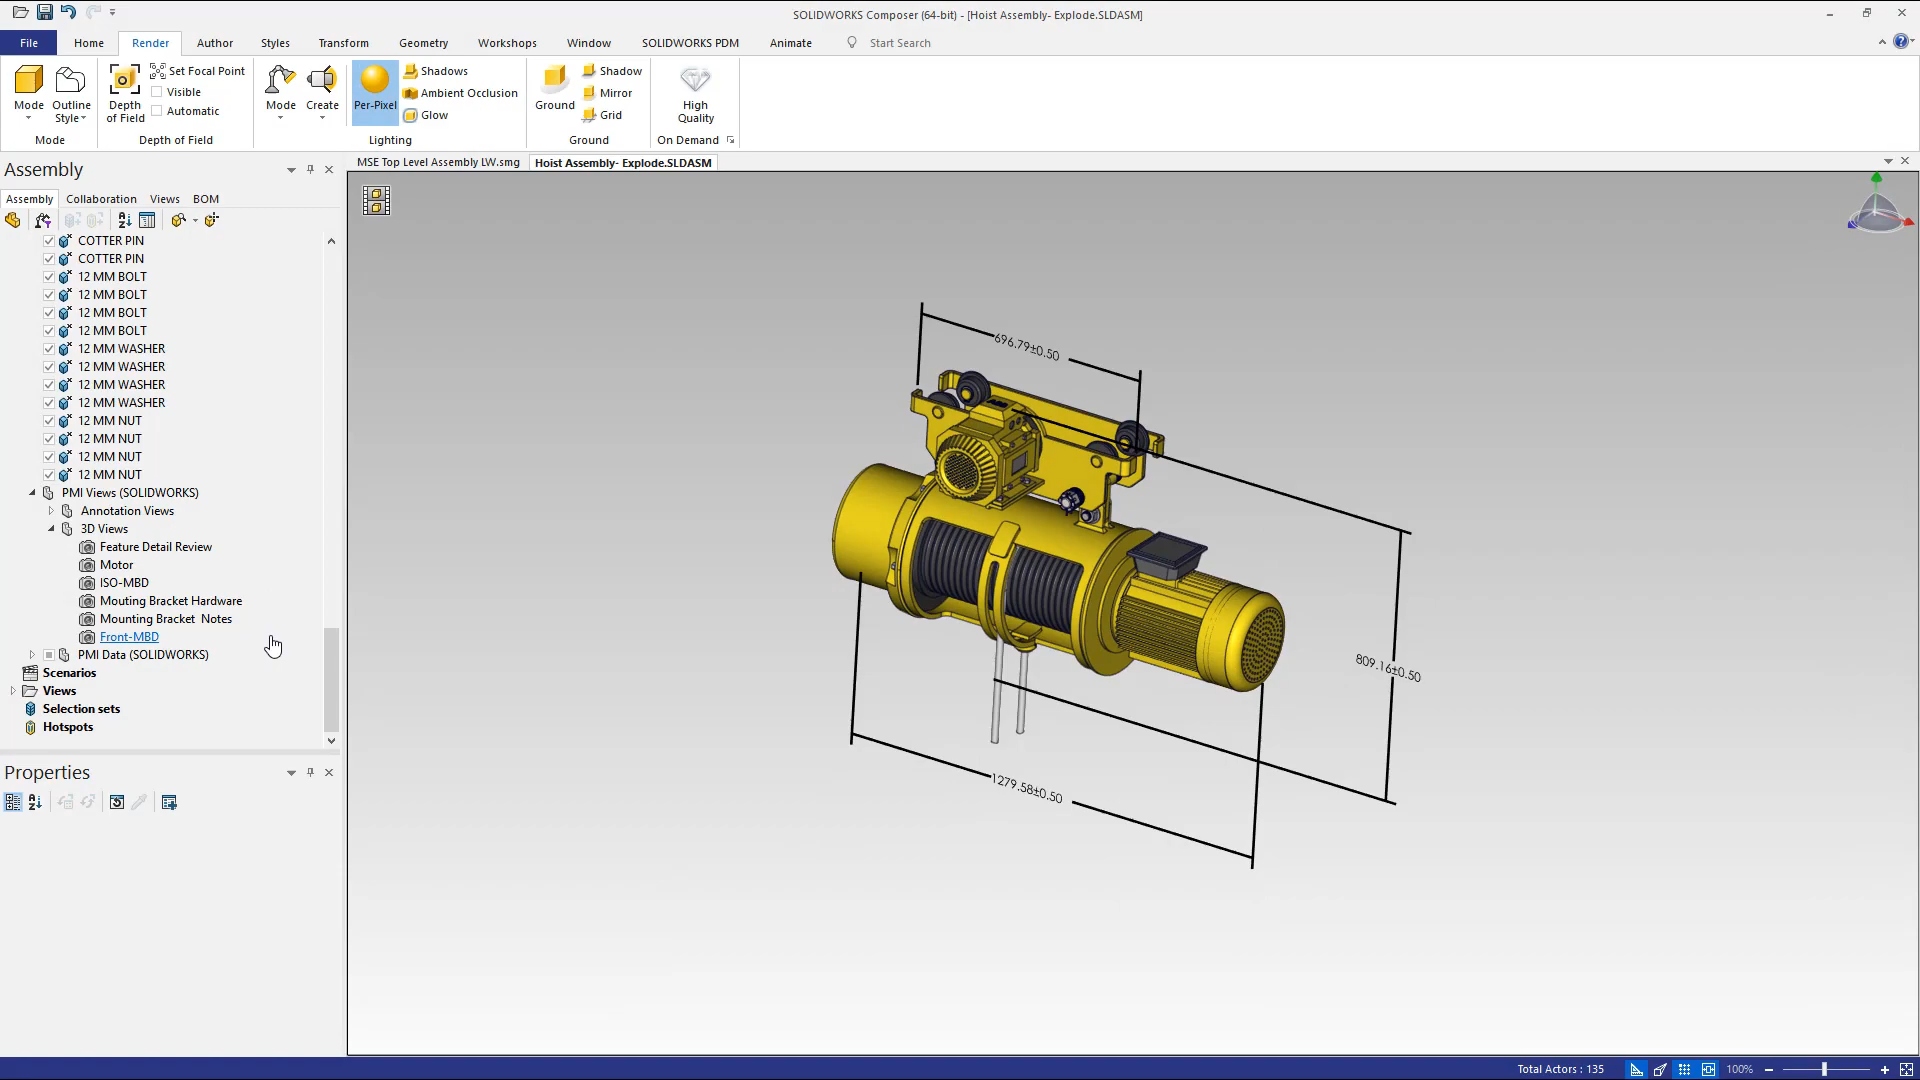 SOLIDWORKS Composer (64-bit) - [Hoist Assembly- Explode.SLDASM]
File Home Render Author Styles Transform Geometry Workshops Window SOLIDWORKS PDM Animate Start Search
Mode
Outline Style
Mode
Depth of Field
Set Focal Point
Visible
Automatic
Depth of Field
Mode
Create
Per-Pixel
Shadows
Ambient Occlusion
Glow
Lighting
Ground
Shadow
Mirror
Grid
Ground
High Quality
On Demand
Assembly
MSE Top Level Assembly LW.smg
Hoist Assembly- Explode.SLDASM
Assembly Collaboration Views BOM
COTTER PIN
COTTER PIN
12 MM BOLT
12 MM BOLT
12 MM BOLT
12 MM BOLT
12 MM WASHER
12 MM WASHER
12 MM WASHER
12 MM WASHER
12 MM NUT
12 MM NUT
12 MM NUT
12 MM NUT
PMI Views (SOLIDWORKS)
Annotation Views
3D Views
Feature Detail Review
Motor
ISO-MBD
Mouting Bracket Hardware
Mounting Bracket  Notes
Front-MBD
PMI Data (SOLIDWORKS)
Scenarios
Views
Selection sets
Hotspots
Properties
696.79±0.50
809.16±0.50
1279.58±0.50
Total Actors : 135
100%